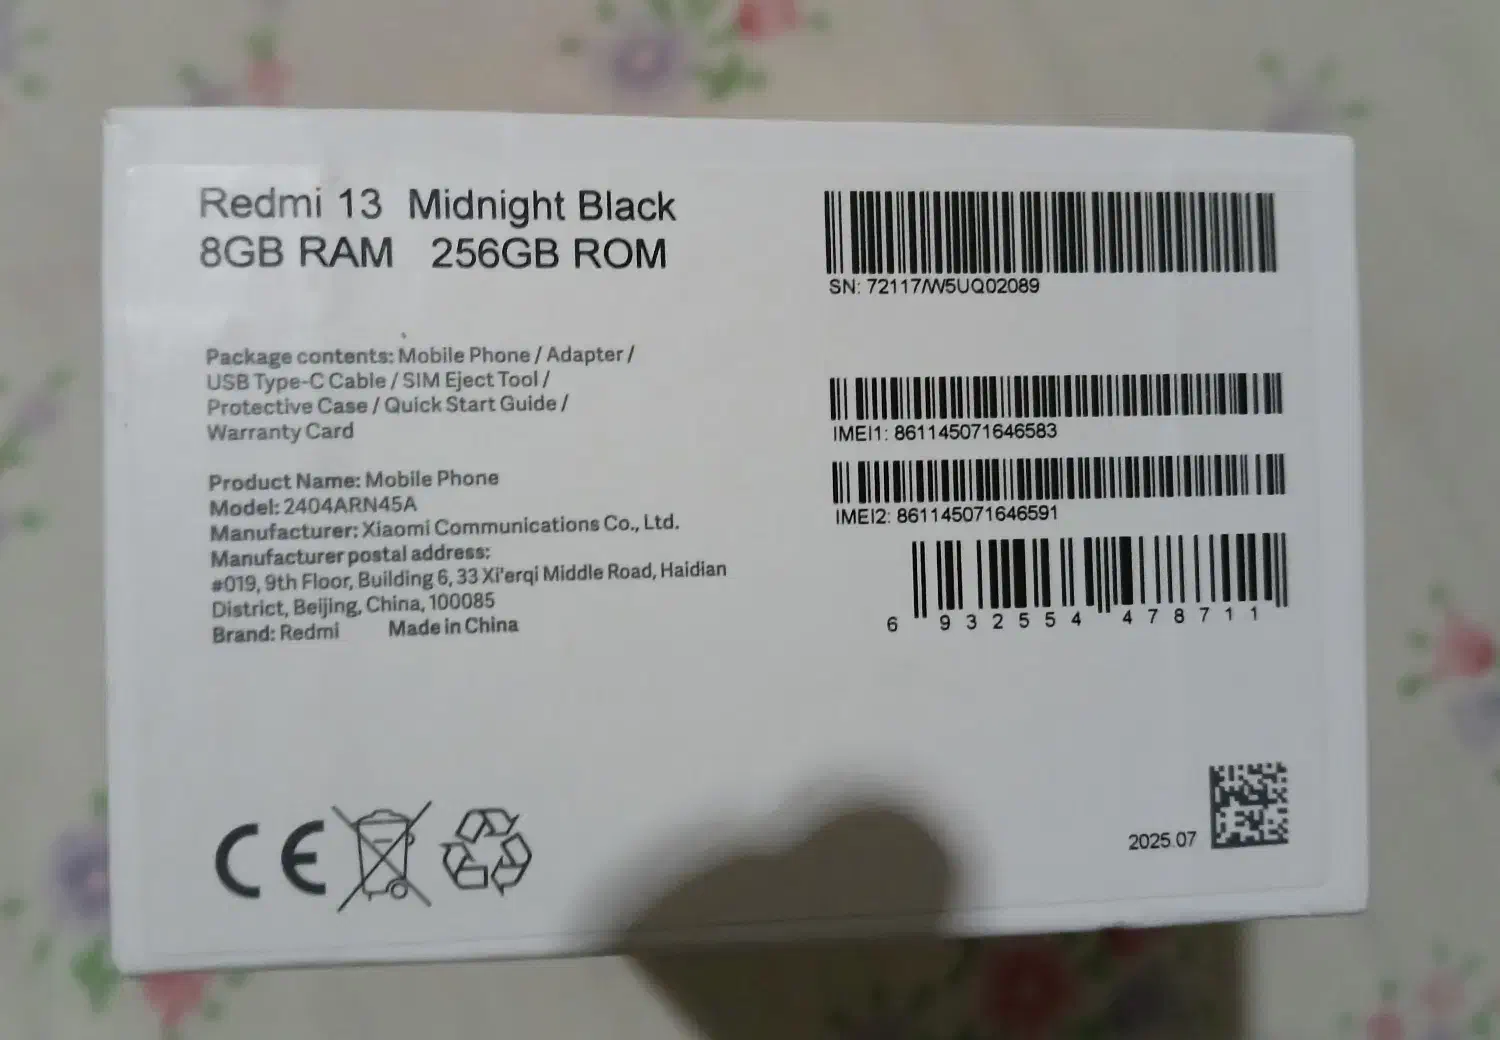 Redmi 13 Midnight Black
8GB RAM 256GB ROM
Package contents: Mobile Phone / Adapter /
USB Type-C Cable / SIM Eject Tool /
Protective Case / Quick Start Guide /
Warranty Card
Product Name: Mobile Phone
Model: 2404ARN45A
Manufacturer: Xiaomi Communications Co., Ltd.
Manufacturer postal address:
#019, 9th Floor, Building 6, 33 Xi'erqi Middle Road, Haidian
District, Beijing, China, 100085
Brand: Redmi Made in China
CE
SN: 72117/W5UQ02089
IMEI1: 861145071646583
IMEI2: 861145071646591
6 932554 478711
2025.07